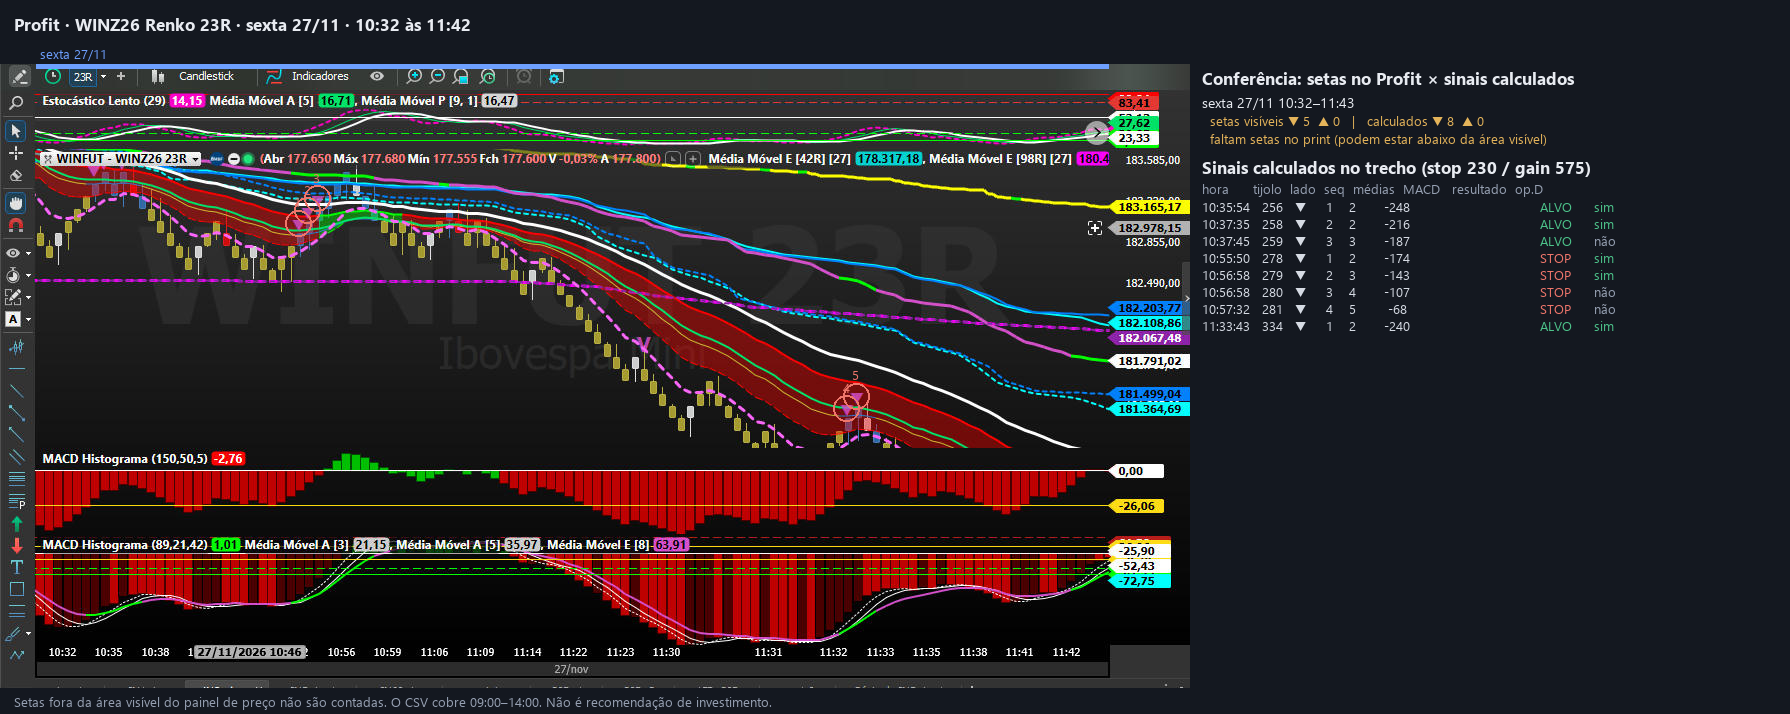 Profit · WINZ26 Renko 23R · sexta 27/11 · 10:32 às 11:42
sexta 27/11
23R
Candlestick
Indicadores
Estocástico Lento (29) 14,15 Média Móvel A [5] 16,71, Média Móvel P [9, 1] 16,47
83,41
27,62
23,33
WINFUT - WINZ26 23R (Abr 177.650 Máx 177.680 Mín 177.555 Fch 177.600 V -0,03% A 177.800) Média Móvel E [42R] [27] 178.317,18, Média Móvel E [98R] [27] 180.4
183.585,00
183.165,17
182.978,15
182.855,00
182.490,00
182.203,77
182.108,86
182.067,48
181.791,02
181.499,04
181.364,69
WINFUT 23R
Ibovespa Mini
5
MACD Histograma (150,50,5) -2,76
0,00
-26,06
MACD Histograma (89,21,42) 1,01 Média Móvel A [3] 21,15, Média Móvel A [5] 35,97, Média Móvel E [8] 63,91
-25,90
-52,43
-72,75
10:32 10:35 10:38 27/11/2026 10:46 10:56 10:59 11:06 11:09 11:14 11:22 11:23 11:30 11:31 11:32 11:33 11:35 11:38 11:41 11:42
27/nov
Conferência: setas no Profit × sinais calculados
sexta 27/11 10:32–11:43
setas visíveis ▼ 5 ▲ 0 | calculados ▼ 8 ▲ 0
faltam setas no print (podem estar abaixo da área visível)
Sinais calculados no trecho (stop 230 / gain 575)
hora tijolo lado seq médias MACD resultado op.D
10:35:54 256 ▼ 1 2 -248 ALVO sim
10:37:35 258 ▼ 2 2 -216 ALVO sim
10:37:45 259 ▼ 3 3 -187 ALVO não
10:55:50 278 ▼ 1 2 -174 STOP sim
10:56:58 279 ▼ 2 3 -143 STOP sim
10:56:58 280 ▼ 3 4 -107 STOP não
10:57:32 281 ▼ 4 5 -68 STOP não
11:33:43 334 ▼ 1 2 -240 ALVO sim
Setas fora da área visível do painel de preço não são contadas. O CSV cobre 09:00–14:00. Não é recomendação de investimento.